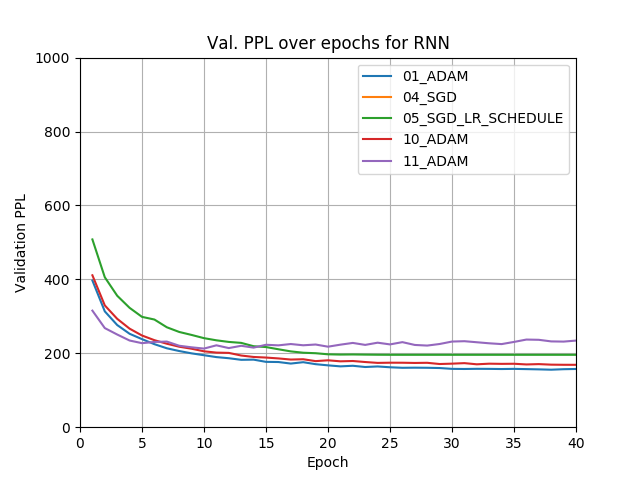 Val. PPL over epochs for RNN
1000
800
600
400
200
0
Validation PPL
01_ADAM
04_SGD
05_SGD_LR_SCHEDULE
10_ADAM
11_ADAM
0 5 10 15 20 25 30 35 40
Epoch